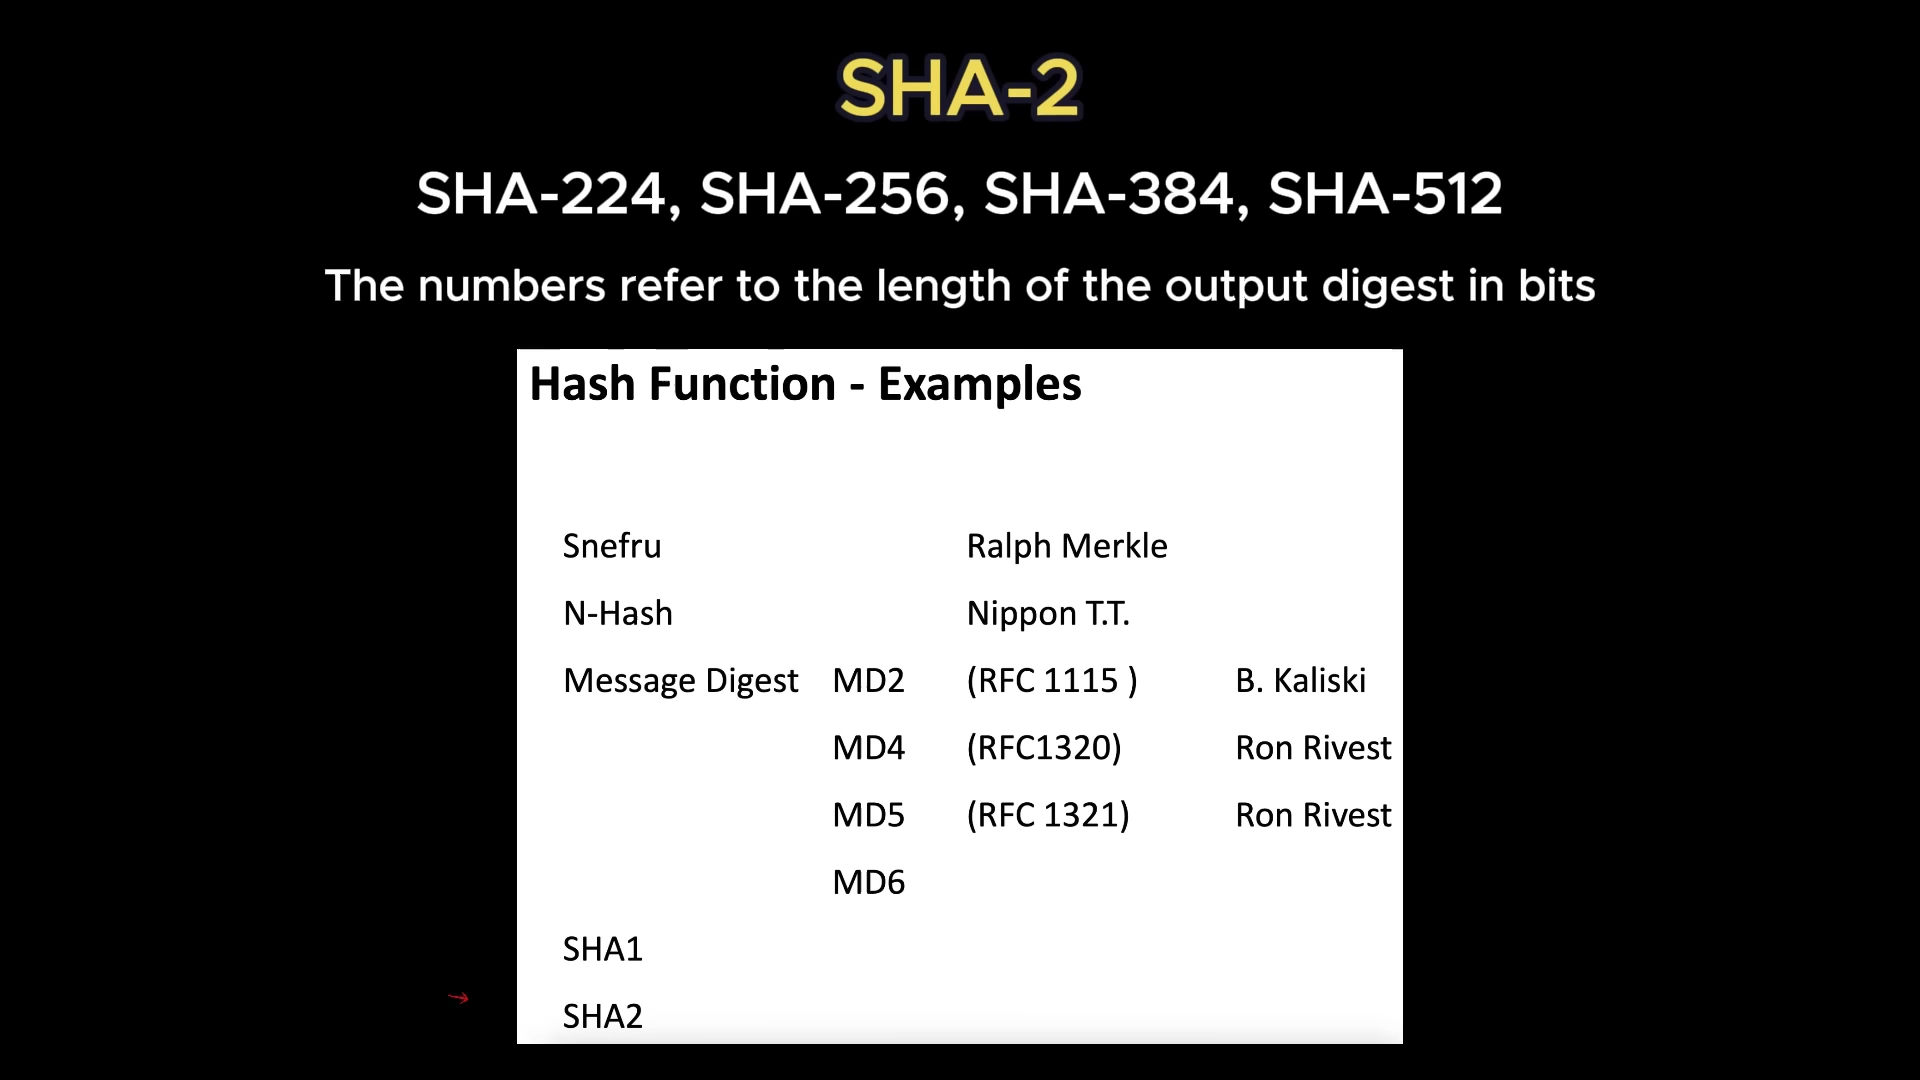 SHA-2
SHA-224, SHA-256, SHA-384, SHA-512
The numbers refer to the length of the output digest in bits
Hash Function - Examples
Snefru Ralph Merkle
N-Hash Nippon T.T.
Message Digest MD2 (RFC 1115 ) B. Kaliski
MD4 (RFC1320) Ron Rivest
MD5 (RFC 1321) Ron Rivest
MD6
SHA1
SHA2